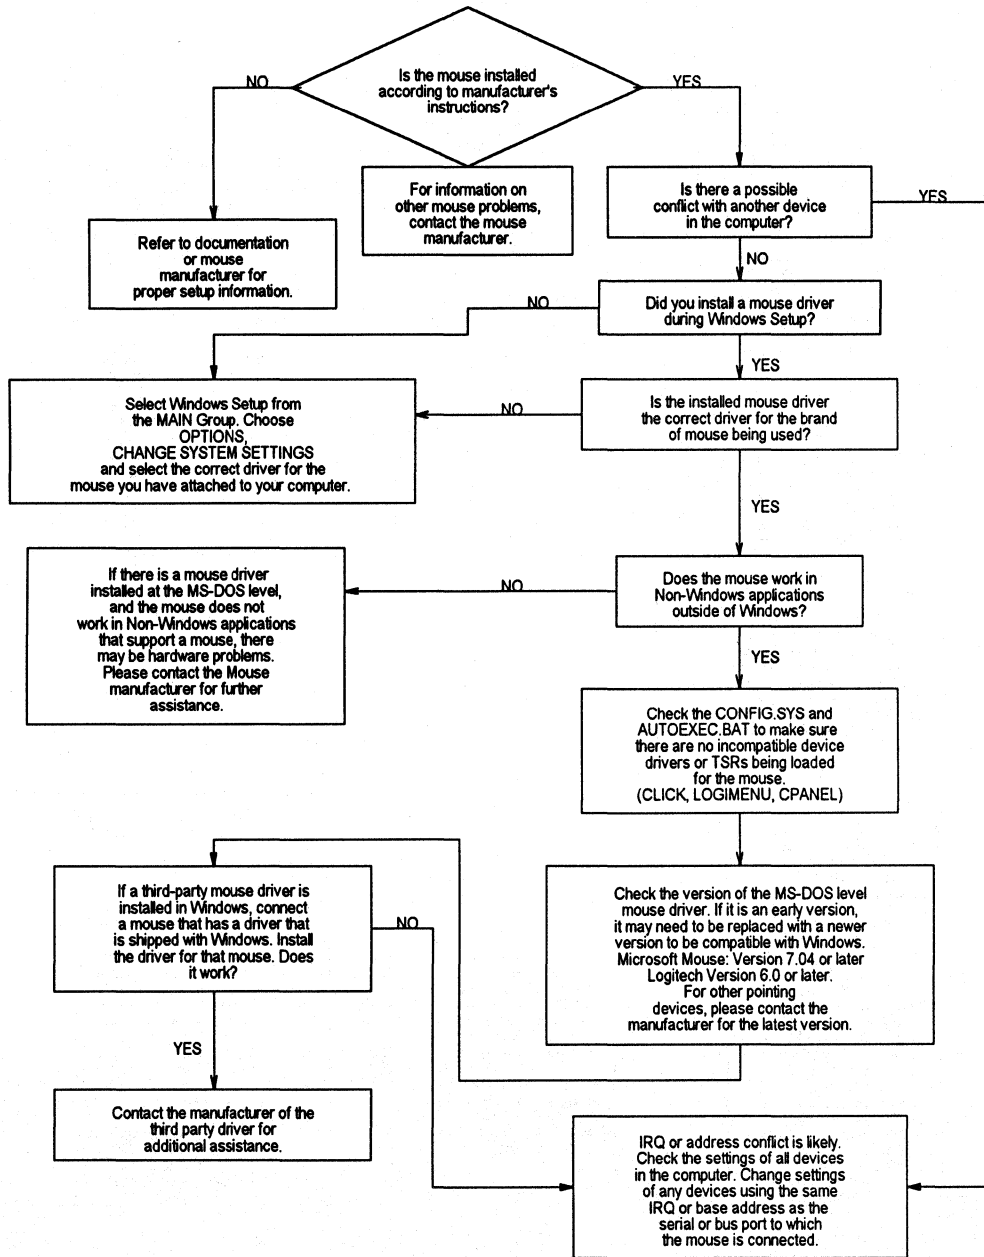 Is the mouse installed
according to manufacturer's
instructions?
NO
YES
For information on
other mouse problems,
contact the mouse
manufacturer.
Is there a possible
conflict with another device
in the computer?
YES
Refer to documentation
or mouse
manufacturer for
proper setup information.
NO
Did you install a mouse driver
during Windows Setup?
NO
YES
Select Windows Setup from
the MAIN Group. Choose
OPTIONS,
CHANGE SYSTEM SETTINGS
and select the correct driver for the
mouse you have attached to your computer.
NO
Is the installed mouse driver
the correct driver for the brand
of mouse being used?
YES
If there is a mouse driver
installed at the MS-DOS level,
and the mouse does not
work in Non-Windows applications
that support a mouse, there
may be hardware problems.
Please contact the Mouse
manufacturer for further
assistance.
NO
Does the mouse work in
Non-Windows applications
outside of Windows?
YES
Check the CONFIG.SYS and
AUTOEXEC.BAT to make sure
there are no incompatible device
drivers or TSRs being loaded
for the mouse.
(CLICK, LOGIMENU, CPANEL)
If a third-party mouse driver is
installed in Windows, connect
a mouse that has a driver that
is shipped with Windows. Install
the driver for that mouse. Does
it work?
NO
Check the version of the MS-DOS level
mouse driver. If it is an early version,
it may need to be replaced with a newer
version to be compatible with Windows.
Microsoft Mouse: Version 7.04 or later
Logitech Version 6.0 or later.
For other pointing
devices, please contact the
manufacturer for the latest version.
YES
Contact the manufacturer of the
third party driver for
additional assistance.
IRQ or address conflict is likely.
Check the settings of all devices
in the computer. Change settings
of any devices using the same
IRQ or base address as the
serial or bus port to which
the mouse is connected.